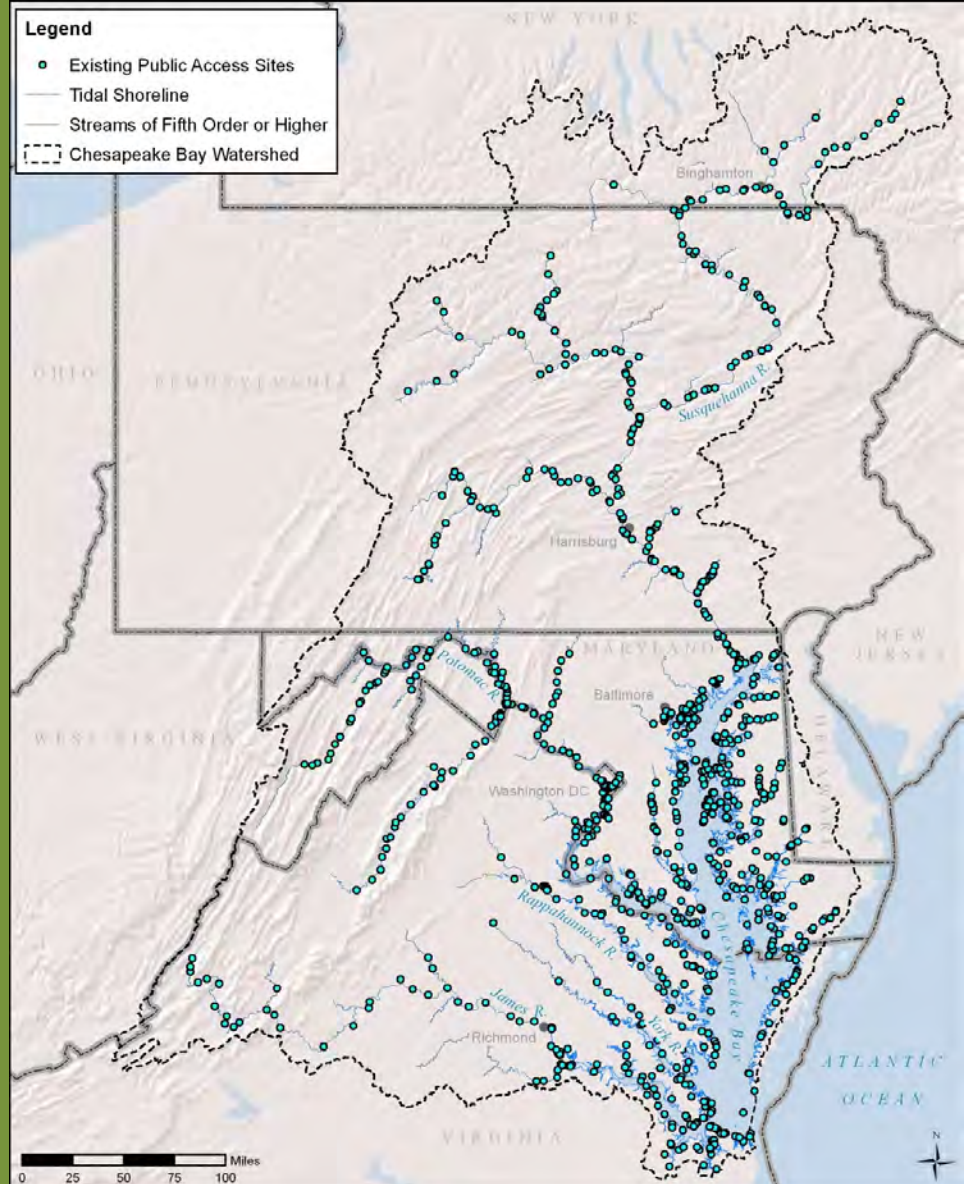 Legend
Existing Public Access Sites
Tidal Shoreline
Streams of Fifth Order or Higher
Chesapeake Bay Watershed
NEW YORK
Binghamton
OHIO
PENNSYLVANIA
Susquehanna R.
Harrisburg
NEW
JERSEY
MARYLAND
Potomac R.
Baltimore
DELAWARE
WEST VIRGINIA
Washington DC
Rappahannock R.
Chesapeake Bay
James R.
York R.
Richmond
ATLANTIC
OCEAN
VIRGINIA
Miles
0 25 50 75 100
N